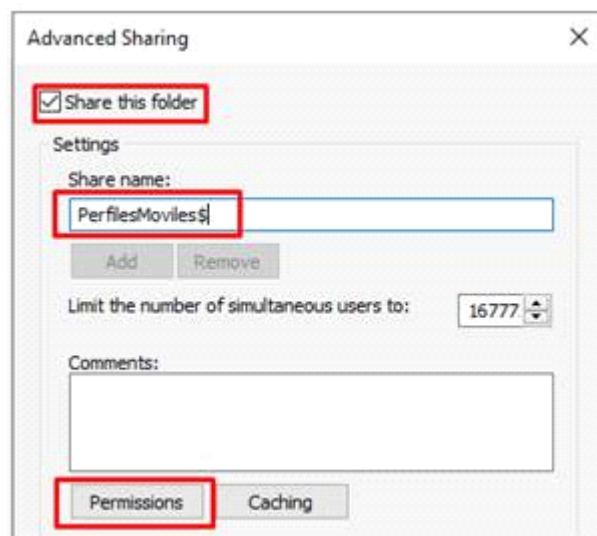 Advanced Sharing
Share this folder
Settings
Share name:
PerfilesMoviles$
Add Remove
Limit the number of simultaneous users to: 16777
Comments:
Permissions Caching